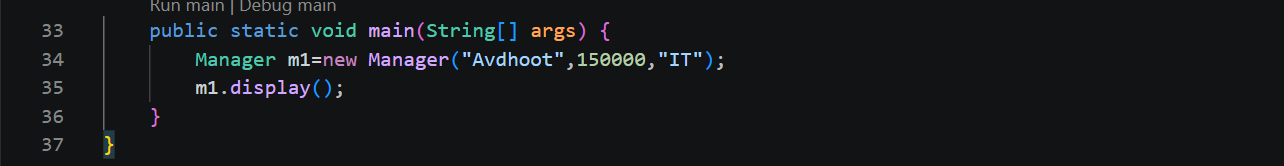 Run main | Debug main
33 public static void main(String[] args) {
34 Manager m1=new Manager("Avdhoot",150000,"IT");
35 m1.display();
36 }
37 }